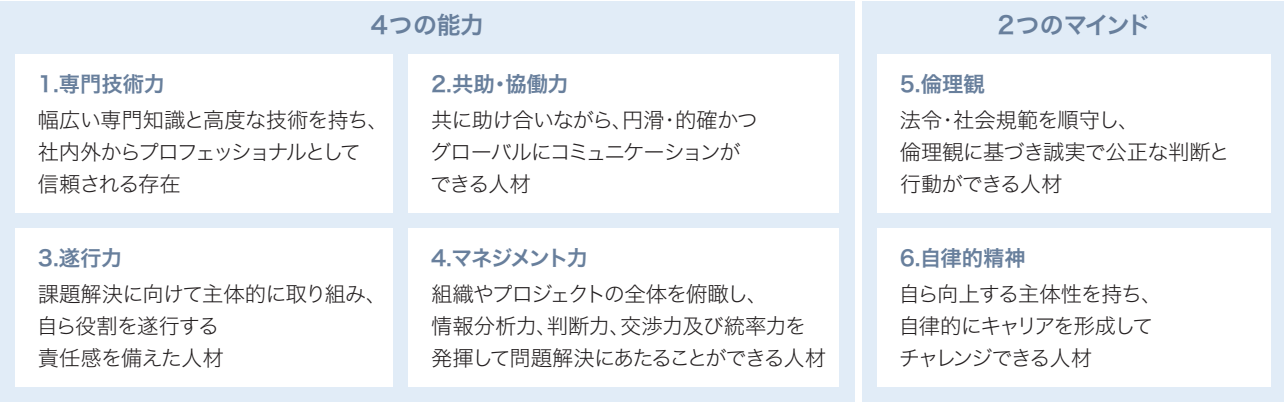 4つの能力
1.専門技術力
幅広い専門知識と高度な技術を持ち、
社内外からプロフェッショナルとして
信頼される存在
2.共助・協働力
共に助け合いながら、円滑・的確かつ
グローバルにコミュニケーションが
できる人材
3.遂行力
課題解決に向けて主体的に取り組み、
自ら役割を遂行する
責任感を備えた人材
4.マネジメント力
組織やプロジェクトの全体を俯瞰し、
情報分析力、判断力、交渉力及び統率力を
発揮して問題解決にあたることができる人材
2つのマインド
5.倫理観
法令・社会規範を順守し、
倫理観に基づき誠実で公正な判断と
行動ができる人材
6.自律的精神
自ら向上する主体性を持ち、
自律的にキャリアを形成して
チャレンジできる人材